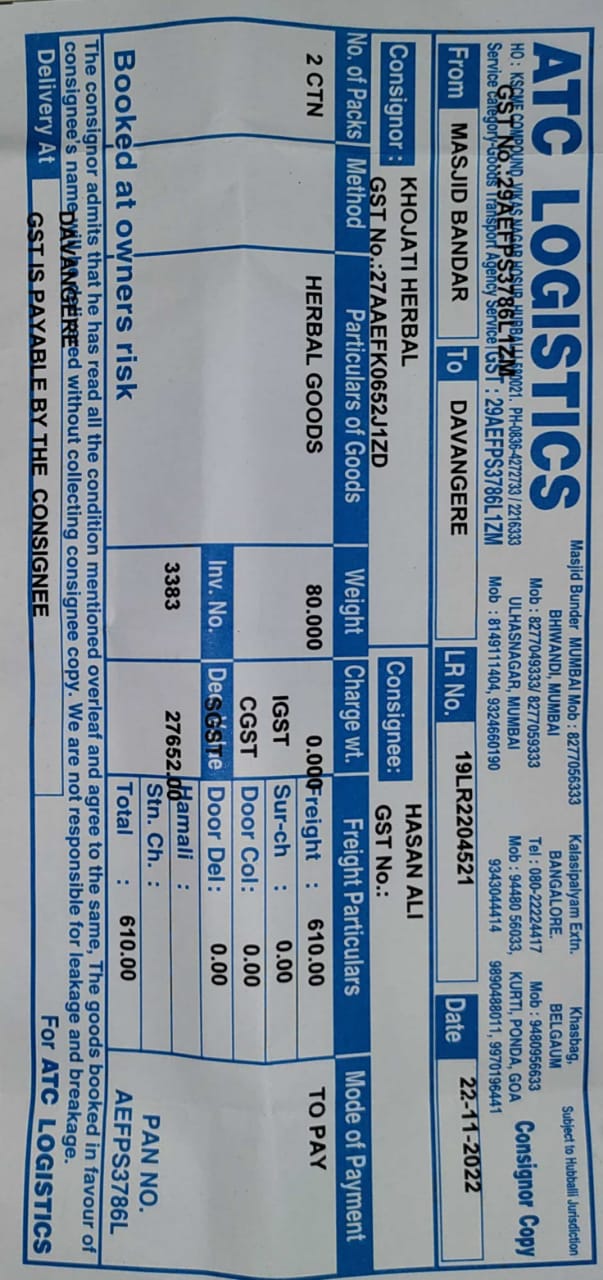 ATC LOGISTICS
HO : KSCMF COMPOUND, VIKAS NAGAR HOSUR, HUBBALLI-580021. PH-0836-4272733 / 2216333
GST No.:29AEFPS3786L1ZM
Service Category-Goods Transport Agency Service | GST : 29AEFPS3786L1ZM
Masjid Bunder MUMBAI Mob : 8277056333
BHIWANDI, MUMBAI
Mob : 8277049333/ 8277059333
ULHASNAGAR, MUMBAI
Mob : 8149111404, 9324660190
Kalasipalyam Extn.
BANGALORE.
Tel : 080-22224417
Mob : 94480 56033,
9343044414
Khasbag,
BELGAUM
Mob : 9480956633
KURTI, PONDA, GOA
9890488011, 9970196441
Subject to Hubballi Jurisdiction
Consignor Copy
From MASJID BANDAR To DAVANGERE LR No. 19LR2204521 Date 22-11-2022
Consignor : KHOJATI HERBAL
GST No.:27AAEFK0652J1ZD
Consignee: HASAN ALI
GST No.:
No. of Packs Method Particulars of Goods Weight Charge wt. Freight Particulars Mode of Payment
2 CTN HERBAL GOODS 80.000 0.000 Freight : 610.00 TO PAY
IGST Sur-ch : 0.00
CGST Door Col: 0.00
Inv. No. SGST Door Del: 0.00
3383 27652.00 Hamali :
Stn. Ch. :
Booked at owners risk Total : 610.00
PAN NO.
AEFPS3786L
The consignor admits that he has read all the condition mentioned overleaf and agree to the same, The goods booked in favour of
consignee's name without collecting consignee copy. We are not responsible for leakage and breakage.
Delivery At DAVANGERE
GST IS PAYABLE BY THE CONSIGNEE
For ATC LOGISTICS